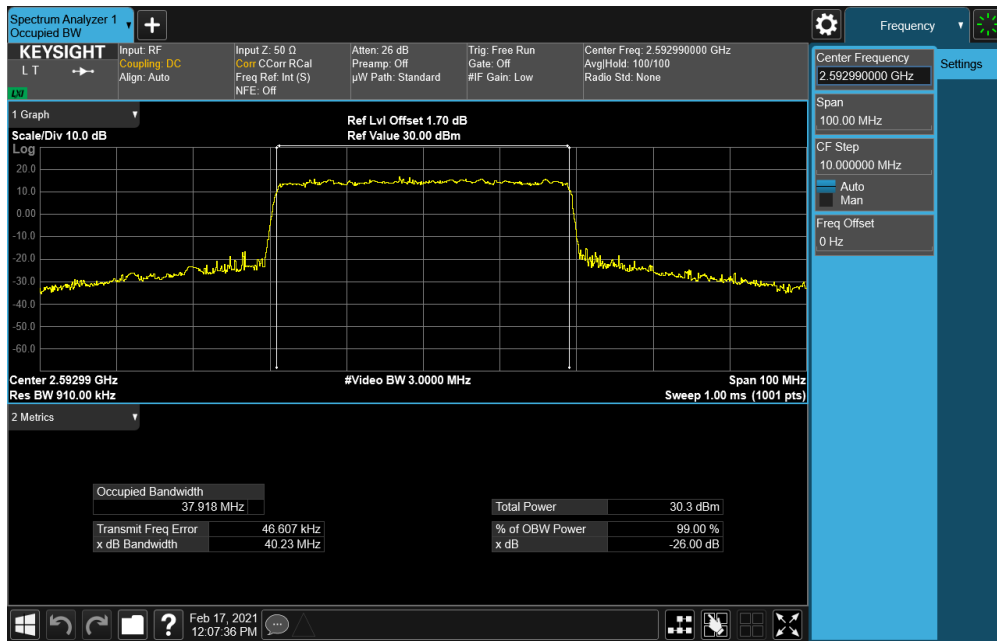 Spectrum Analyzer 1
Occupied BW
Frequency
KEYSIGHT
L T
LXI
Input: RF
Coupling: DC
Align: Auto
Input Z: 50 Ω
Corr CCorr RCal
Freq Ref: Int (S)
NFE: Off
Atten: 26 dB
Preamp: Off
µW Path: Standard
Trig: Free Run
Gate: Off
#IF Gain: Low
Center Freq: 2.592990000 GHz
Avg|Hold: 100/100
Radio Std: None
Center Frequency
2.592990000 GHz
Settings
Span
100.00 MHz
CF Step
10.000000 MHz
Auto
Man
Freq Offset
0 Hz
1 Graph
Scale/Div 10.0 dB
Ref Lvl Offset 1.70 dB
Ref Value 30.00 dBm
Log
20.0
10.0
0.00
-10.0
-20.0
-30.0
-40.0
-50.0
-60.0
Center 2.59299 GHz
#Video BW 3.0000 MHz
Span 100 MHz
Res BW 910.00 kHz
Sweep 1.00 ms (1001 pts)
2 Metrics
Occupied Bandwidth
37.918 MHz
Total Power 30.3 dBm
Transmit Freq Error 46.607 kHz
% of OBW Power 99.00 %
x dB Bandwidth 40.23 MHz
x dB -26.00 dB
?
Feb 17, 2021
12:07:36 PM